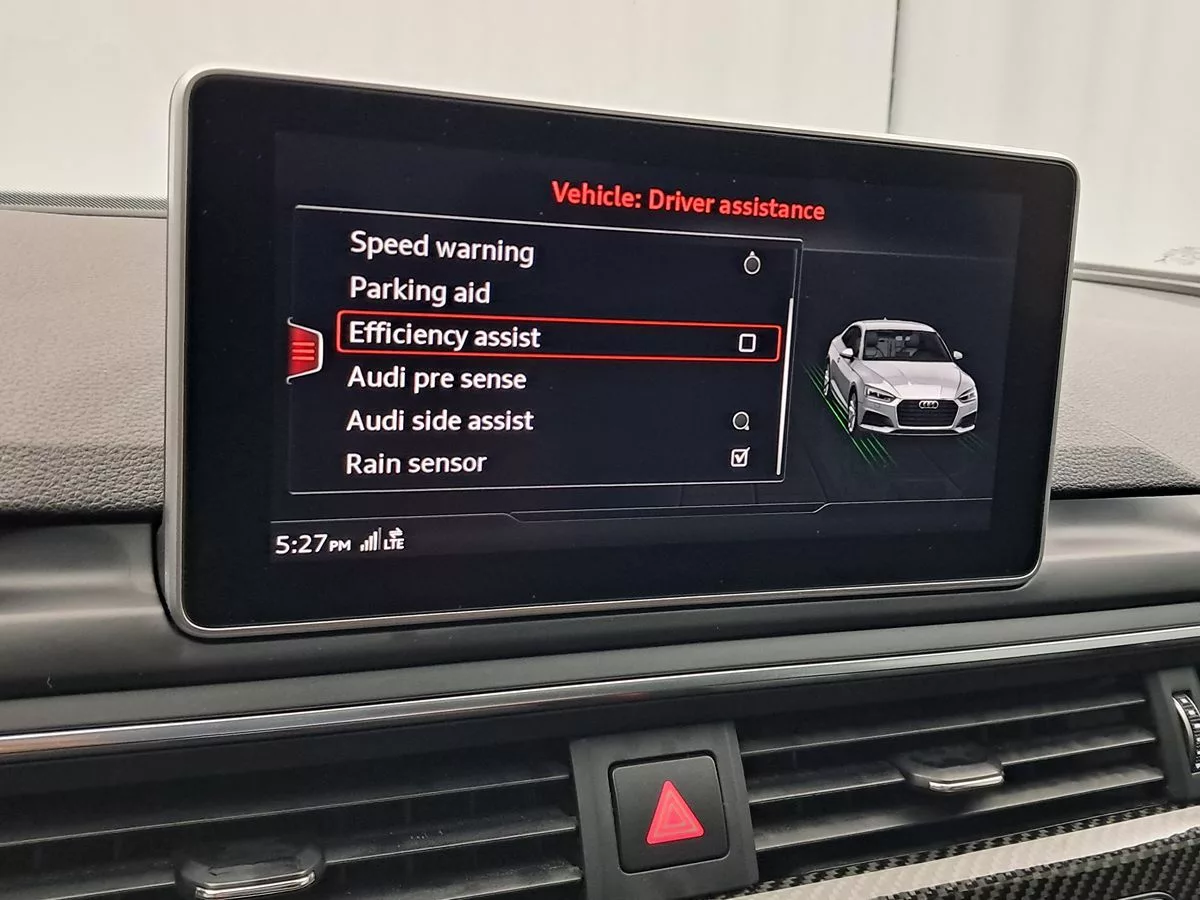 Vehicle: Driver assistance
Speed warning
Parking aid
Efficiency assist
Audi pre sense
Audi side assist
Rain sensor
5:27PM LTE